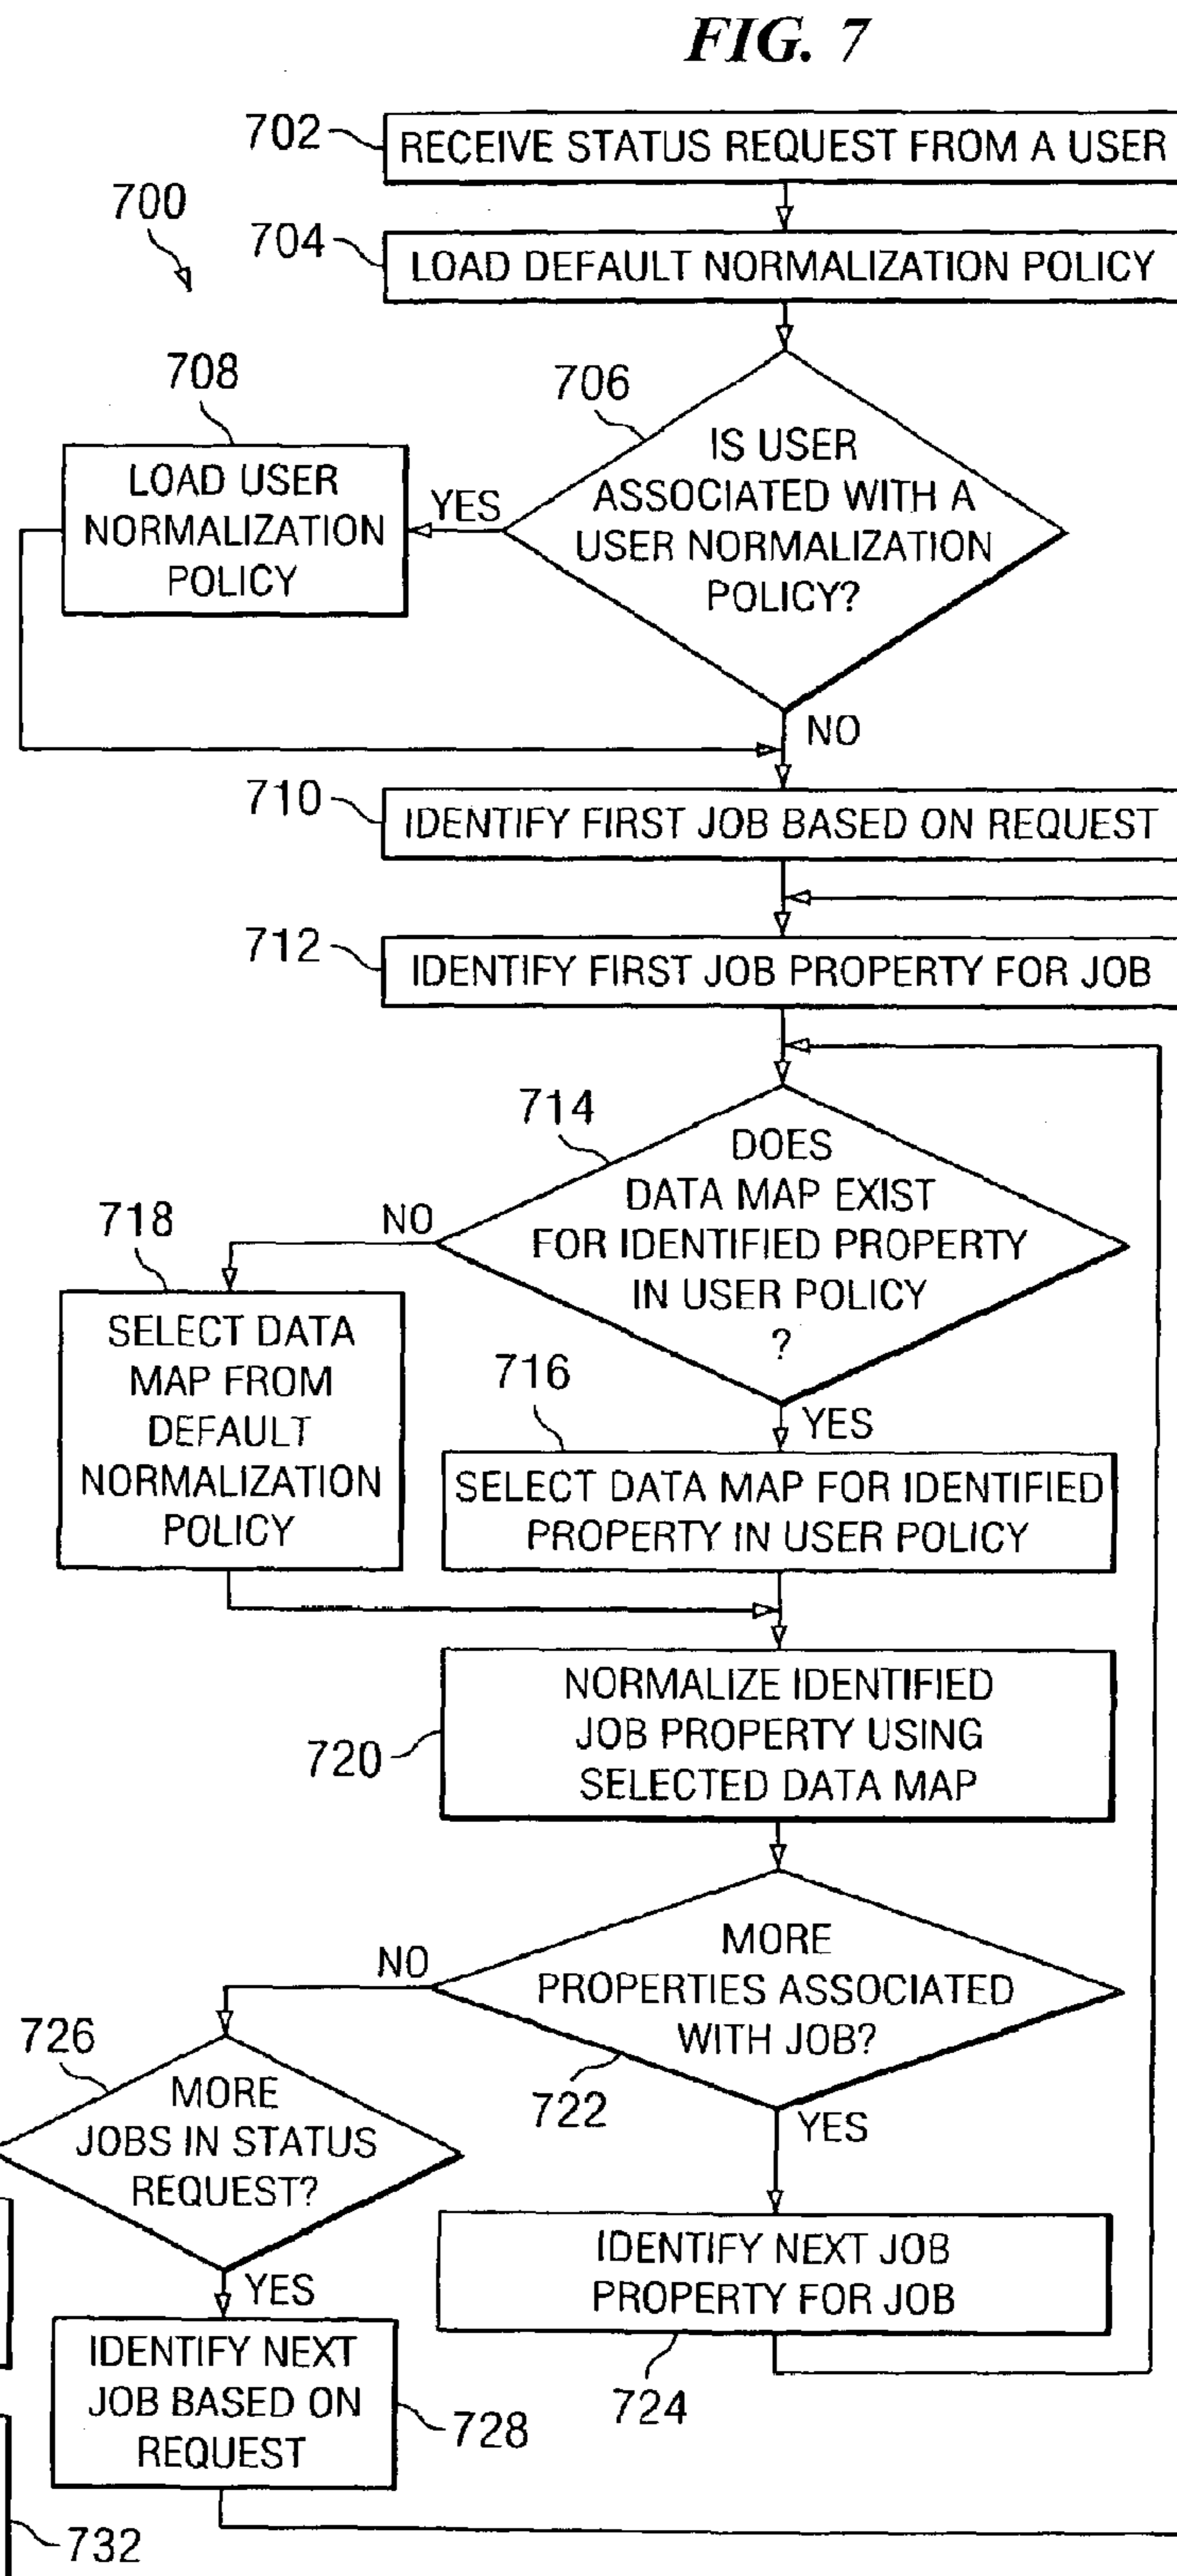 FIG. 7
702
RECEIVE STATUS REQUEST FROM A USER
700
704
LOAD DEFAULT NORMALIZATION POLICY
708
706
LOAD USER
NORMALIZATION
POLICY
YES
IS USER
ASSOCIATED WITH A
USER NORMALIZATION
POLICY?
NO
710
IDENTIFY FIRST JOB BASED ON REQUEST
712
IDENTIFY FIRST JOB PROPERTY FOR JOB
714
DOES
DATA MAP EXIST
FOR IDENTIFIED PROPERTY
IN USER POLICY
?
NO
718
SELECT DATA
MAP FROM
DEFAULT
NORMALIZATION
POLICY
716
YES
SELECT DATA MAP FOR IDENTIFIED
PROPERTY IN USER POLICY
720
NORMALIZE IDENTIFIED
JOB PROPERTY USING
SELECTED DATA MAP
MORE
PROPERTIES ASSOCIATED
WITH JOB?
NO
722
YES
726
MORE
JOBS IN STATUS
REQUEST?
YES
IDENTIFY NEXT JOB
PROPERTY FOR JOB
724
IDENTIFY NEXT
JOB BASED ON
REQUEST
728
732